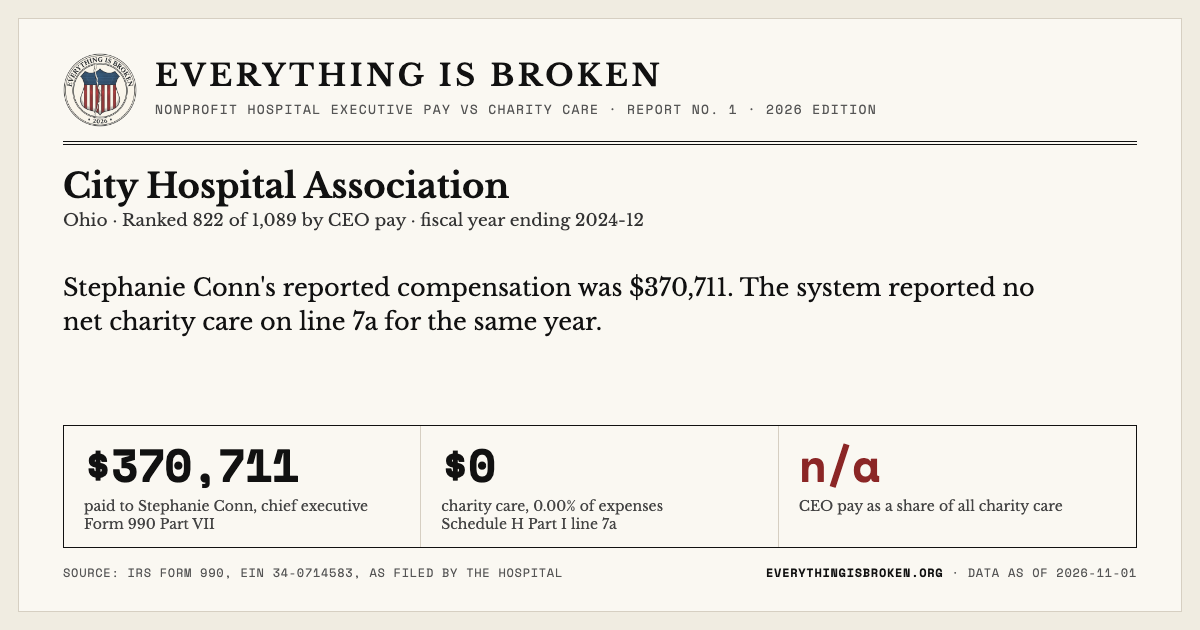 EVERYTHING IS BROKEN
· 2026 ·
EVERYTHING IS BROKEN
NONPROFIT HOSPITAL EXECUTIVE PAY VS CHARITY CARE · REPORT NO. 1 · 2026 EDITION
City Hospital Association
Ohio · Ranked 822 of 1,089 by CEO pay · fiscal year ending 2024-12
Stephanie Conn's reported compensation was $370,711. The system reported no
net charity care on line 7a for the same year.
$370,711
paid to Stephanie Conn, chief executive
Form 990 Part VII
$0
charity care, 0.00% of expenses
Schedule H Part I line 7a
n/a
CEO pay as a share of all charity care
SOURCE: IRS FORM 990, EIN 34-0714583, AS FILED BY THE HOSPITAL
EVERYTHINGISBROKEN.ORG · DATA AS OF 2026-11-01